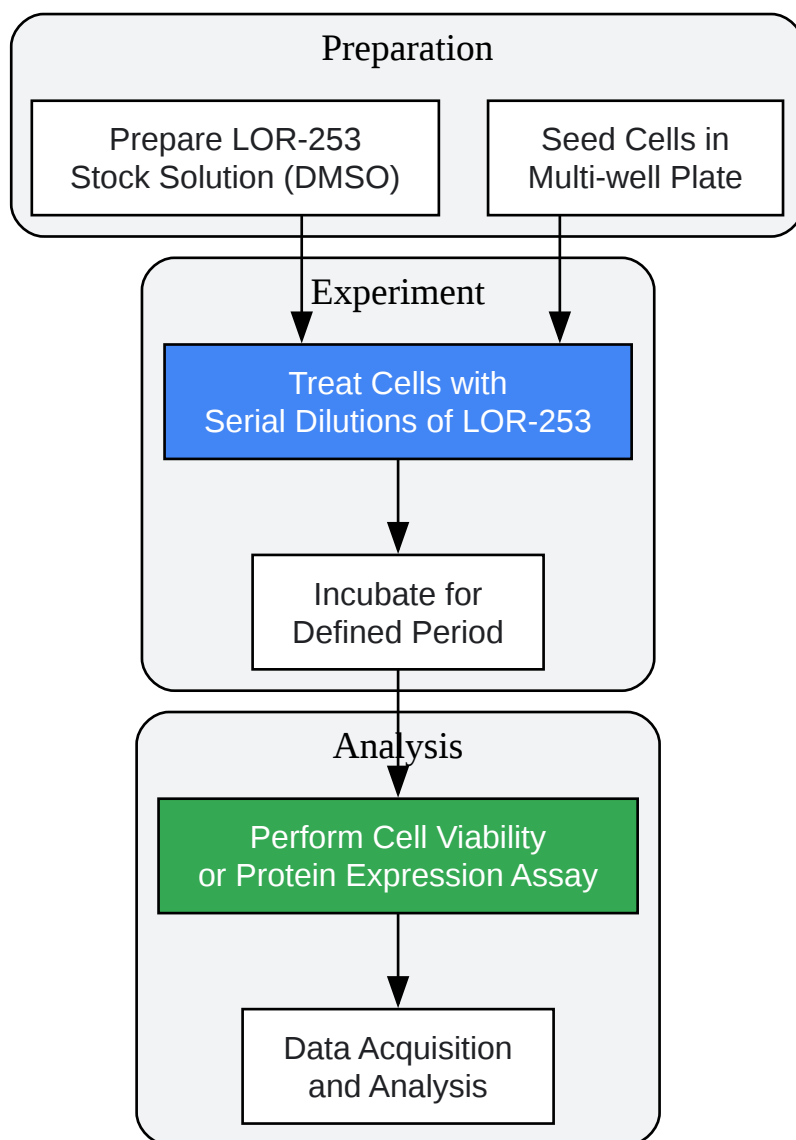 Preparation
Prepare LOR-253
Stock Solution (DMSO)
Seed Cells in
Multi-well Plate
Experiment
Treat Cells with
Serial Dilutions of LOR-253
Incubate for
Defined Period
Analysis
Perform Cell Viability
or Protein Expression Assay
Data Acquisition
and Analysis